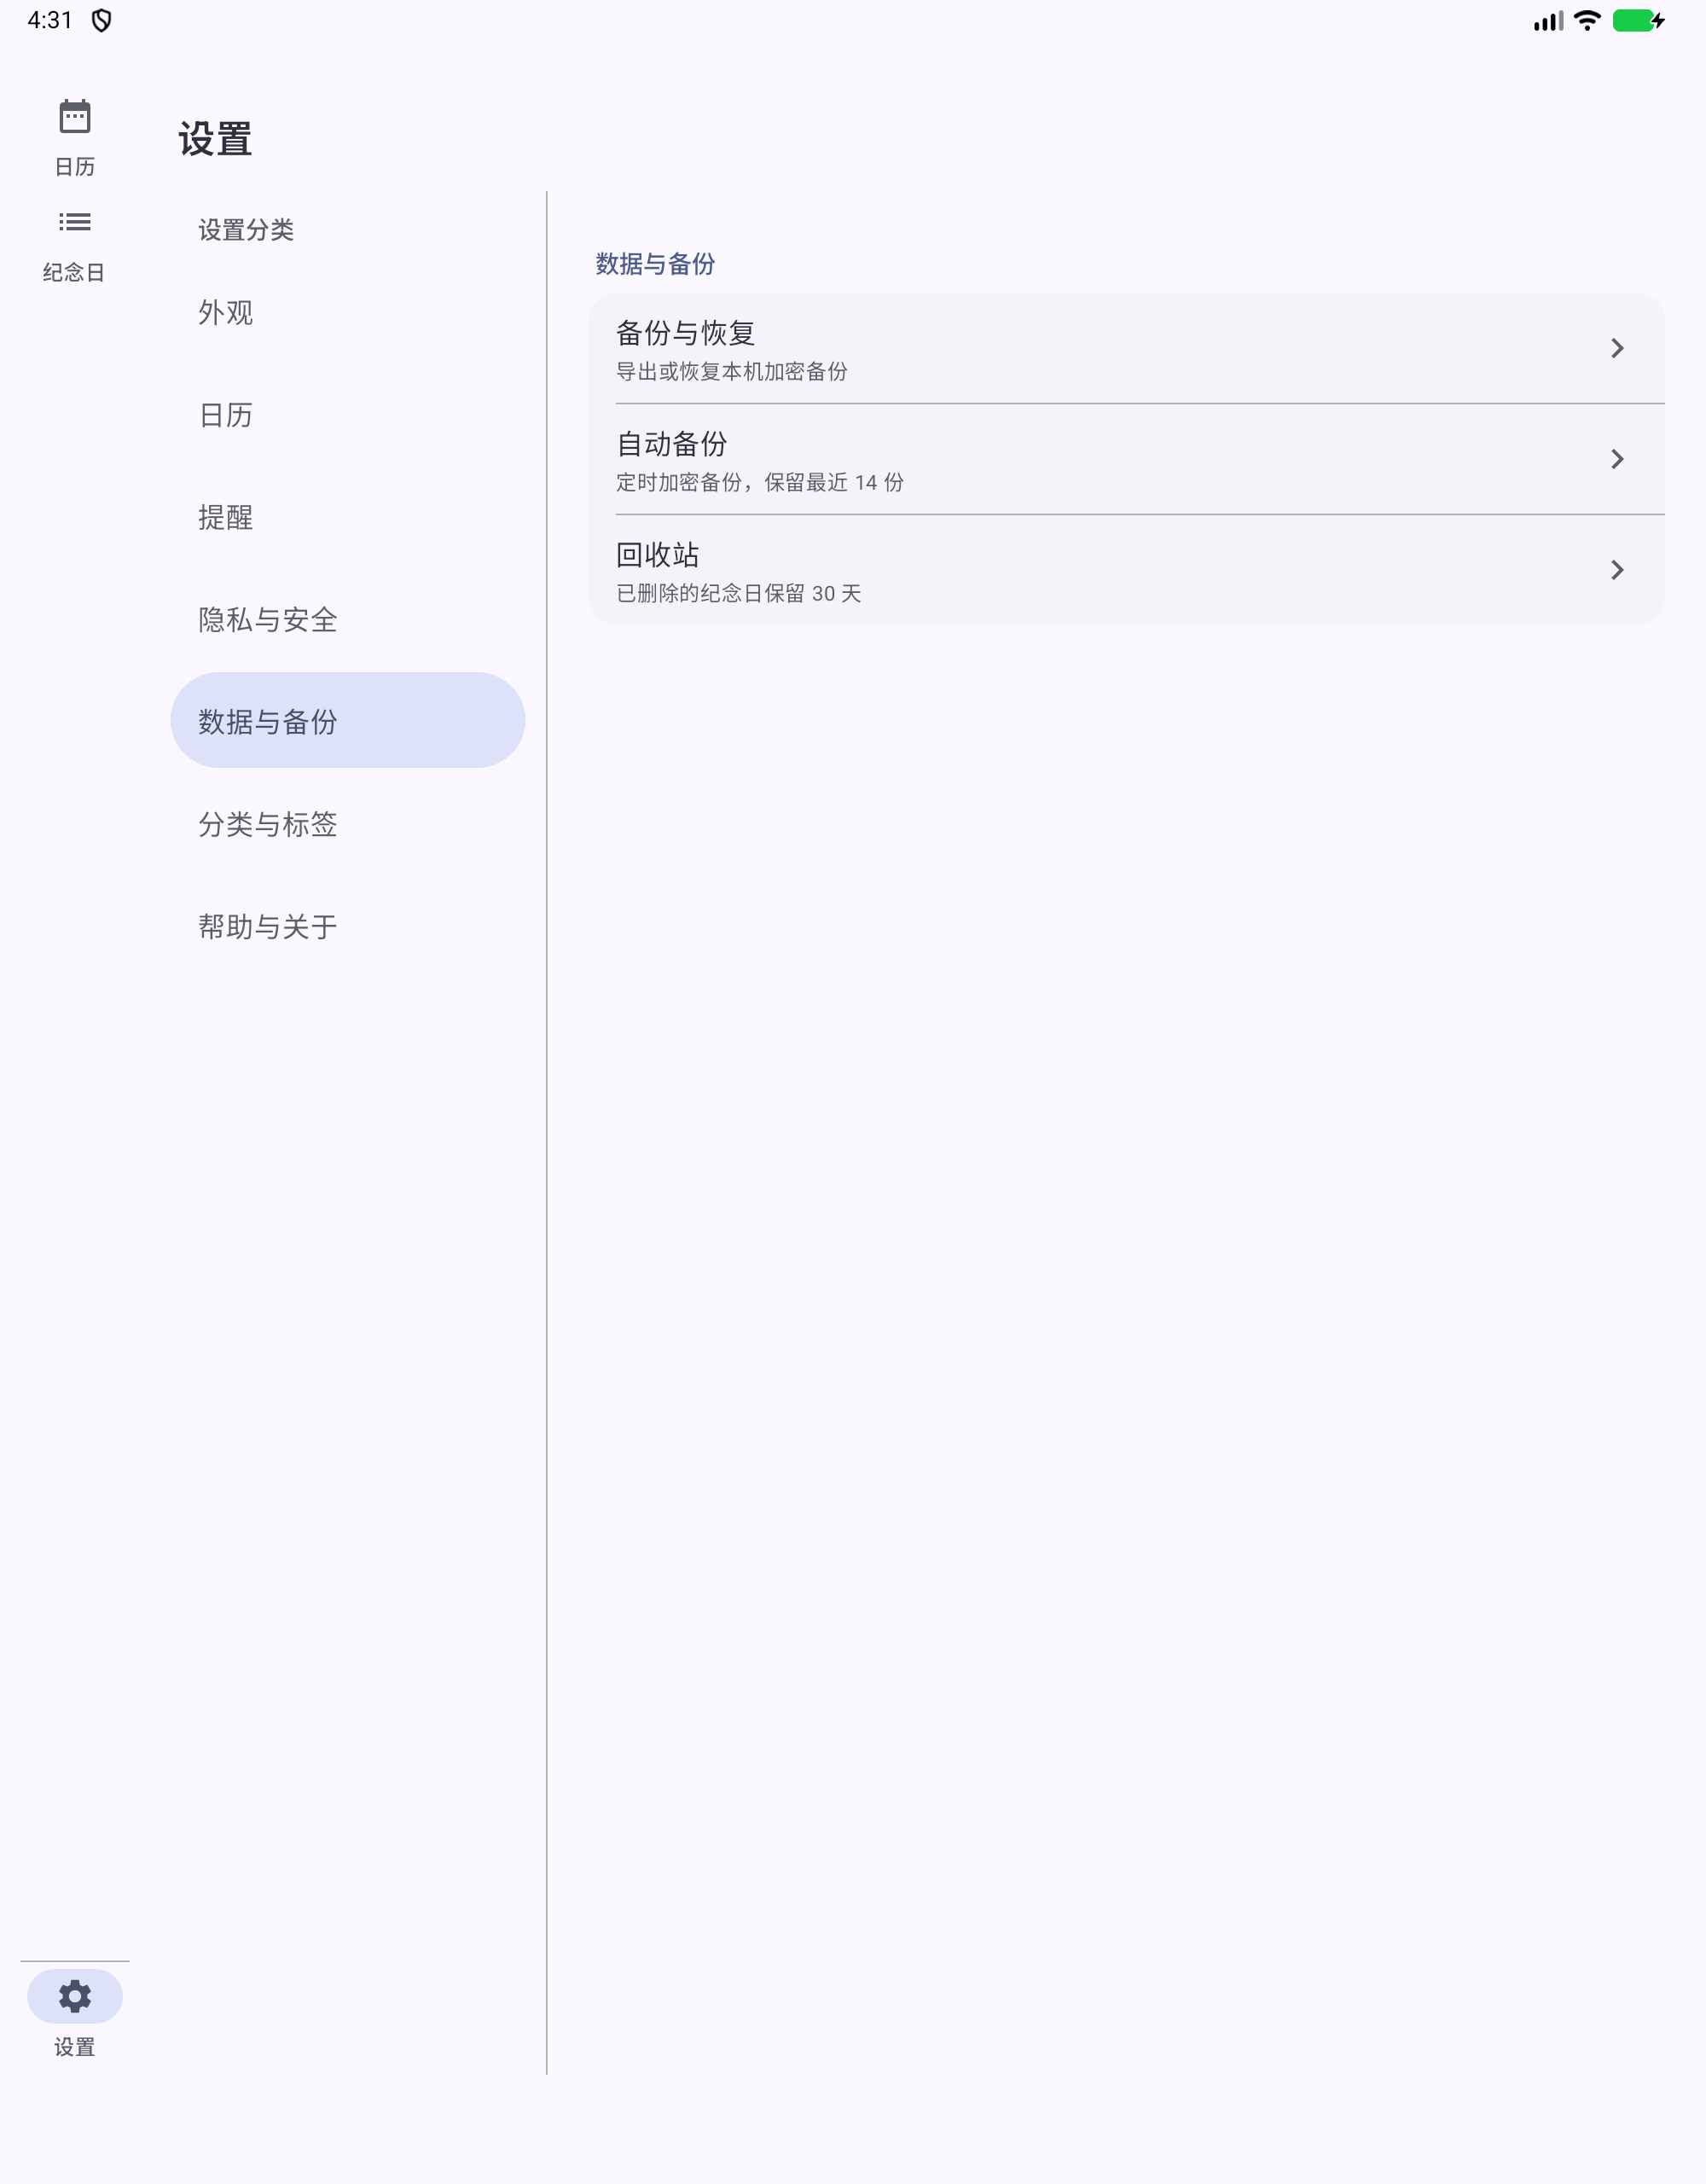 4:31
日历
纪念日
设置
设置分类
外观
日历
提醒
隐私与安全
数据与备份
分类与标签
帮助与关于
数据与备份
备份与恢复
导出或恢复本机加密备份
自动备份
定时加密备份，保留最近 14 份
回收站
已删除的纪念日保留 30 天
设置